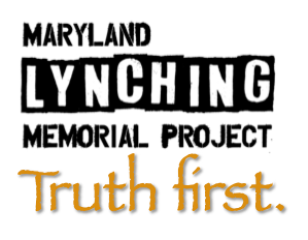 MARYLAND
LYNCHING
MEMORIAL PROJECT
Truth first.